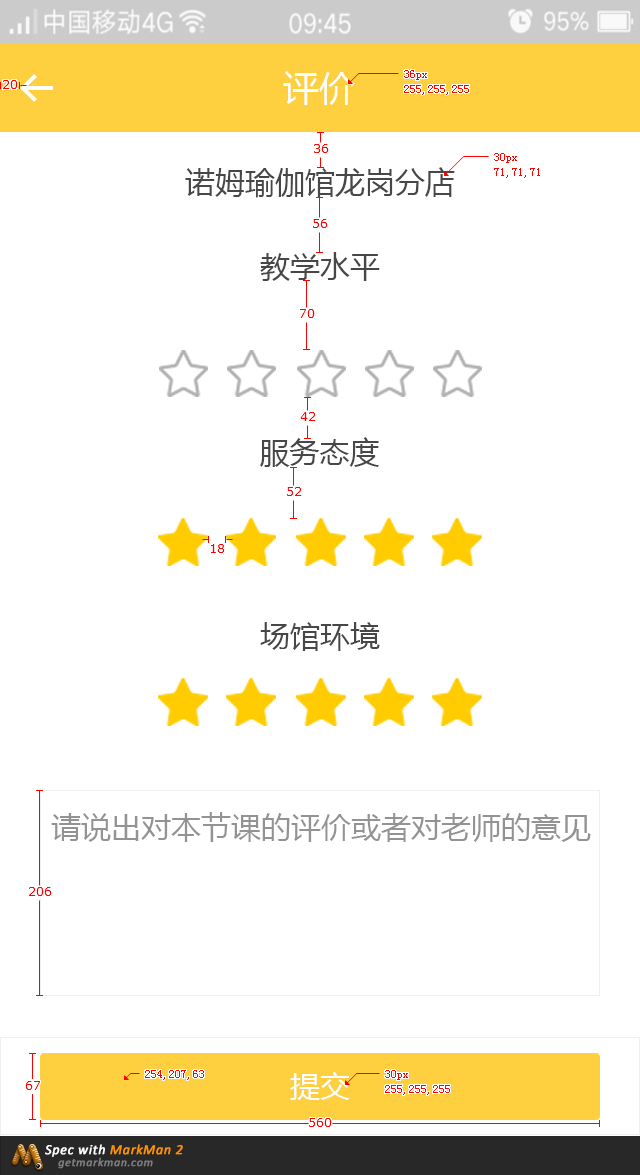 中国移动4G 09:45 95%
20 评价 36px
255, 255, 255
36
诺姆瑜伽馆龙岗分店 30px
71, 71, 71
56
教学水平
70
42
服务态度
52
18
场馆环境
请说出对本节课的评价或者对老师的意见
206
67 提交 254, 207, 63 30px
255, 255, 255
560
Spec with MarkMan 2
getmarkman.com